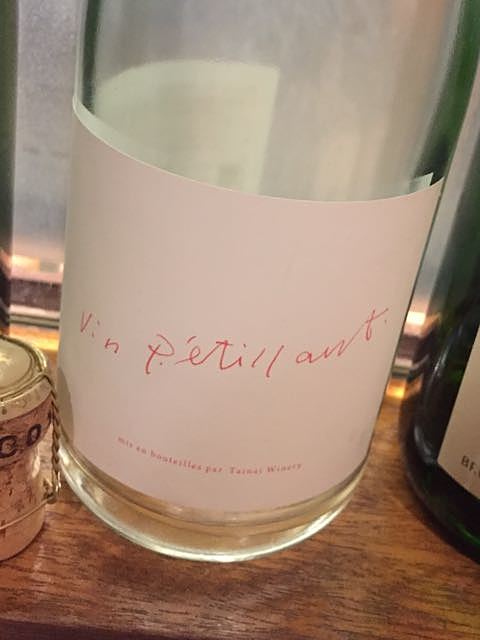 Vin Pétillant.
mis en bouteilles par Tainai Winery